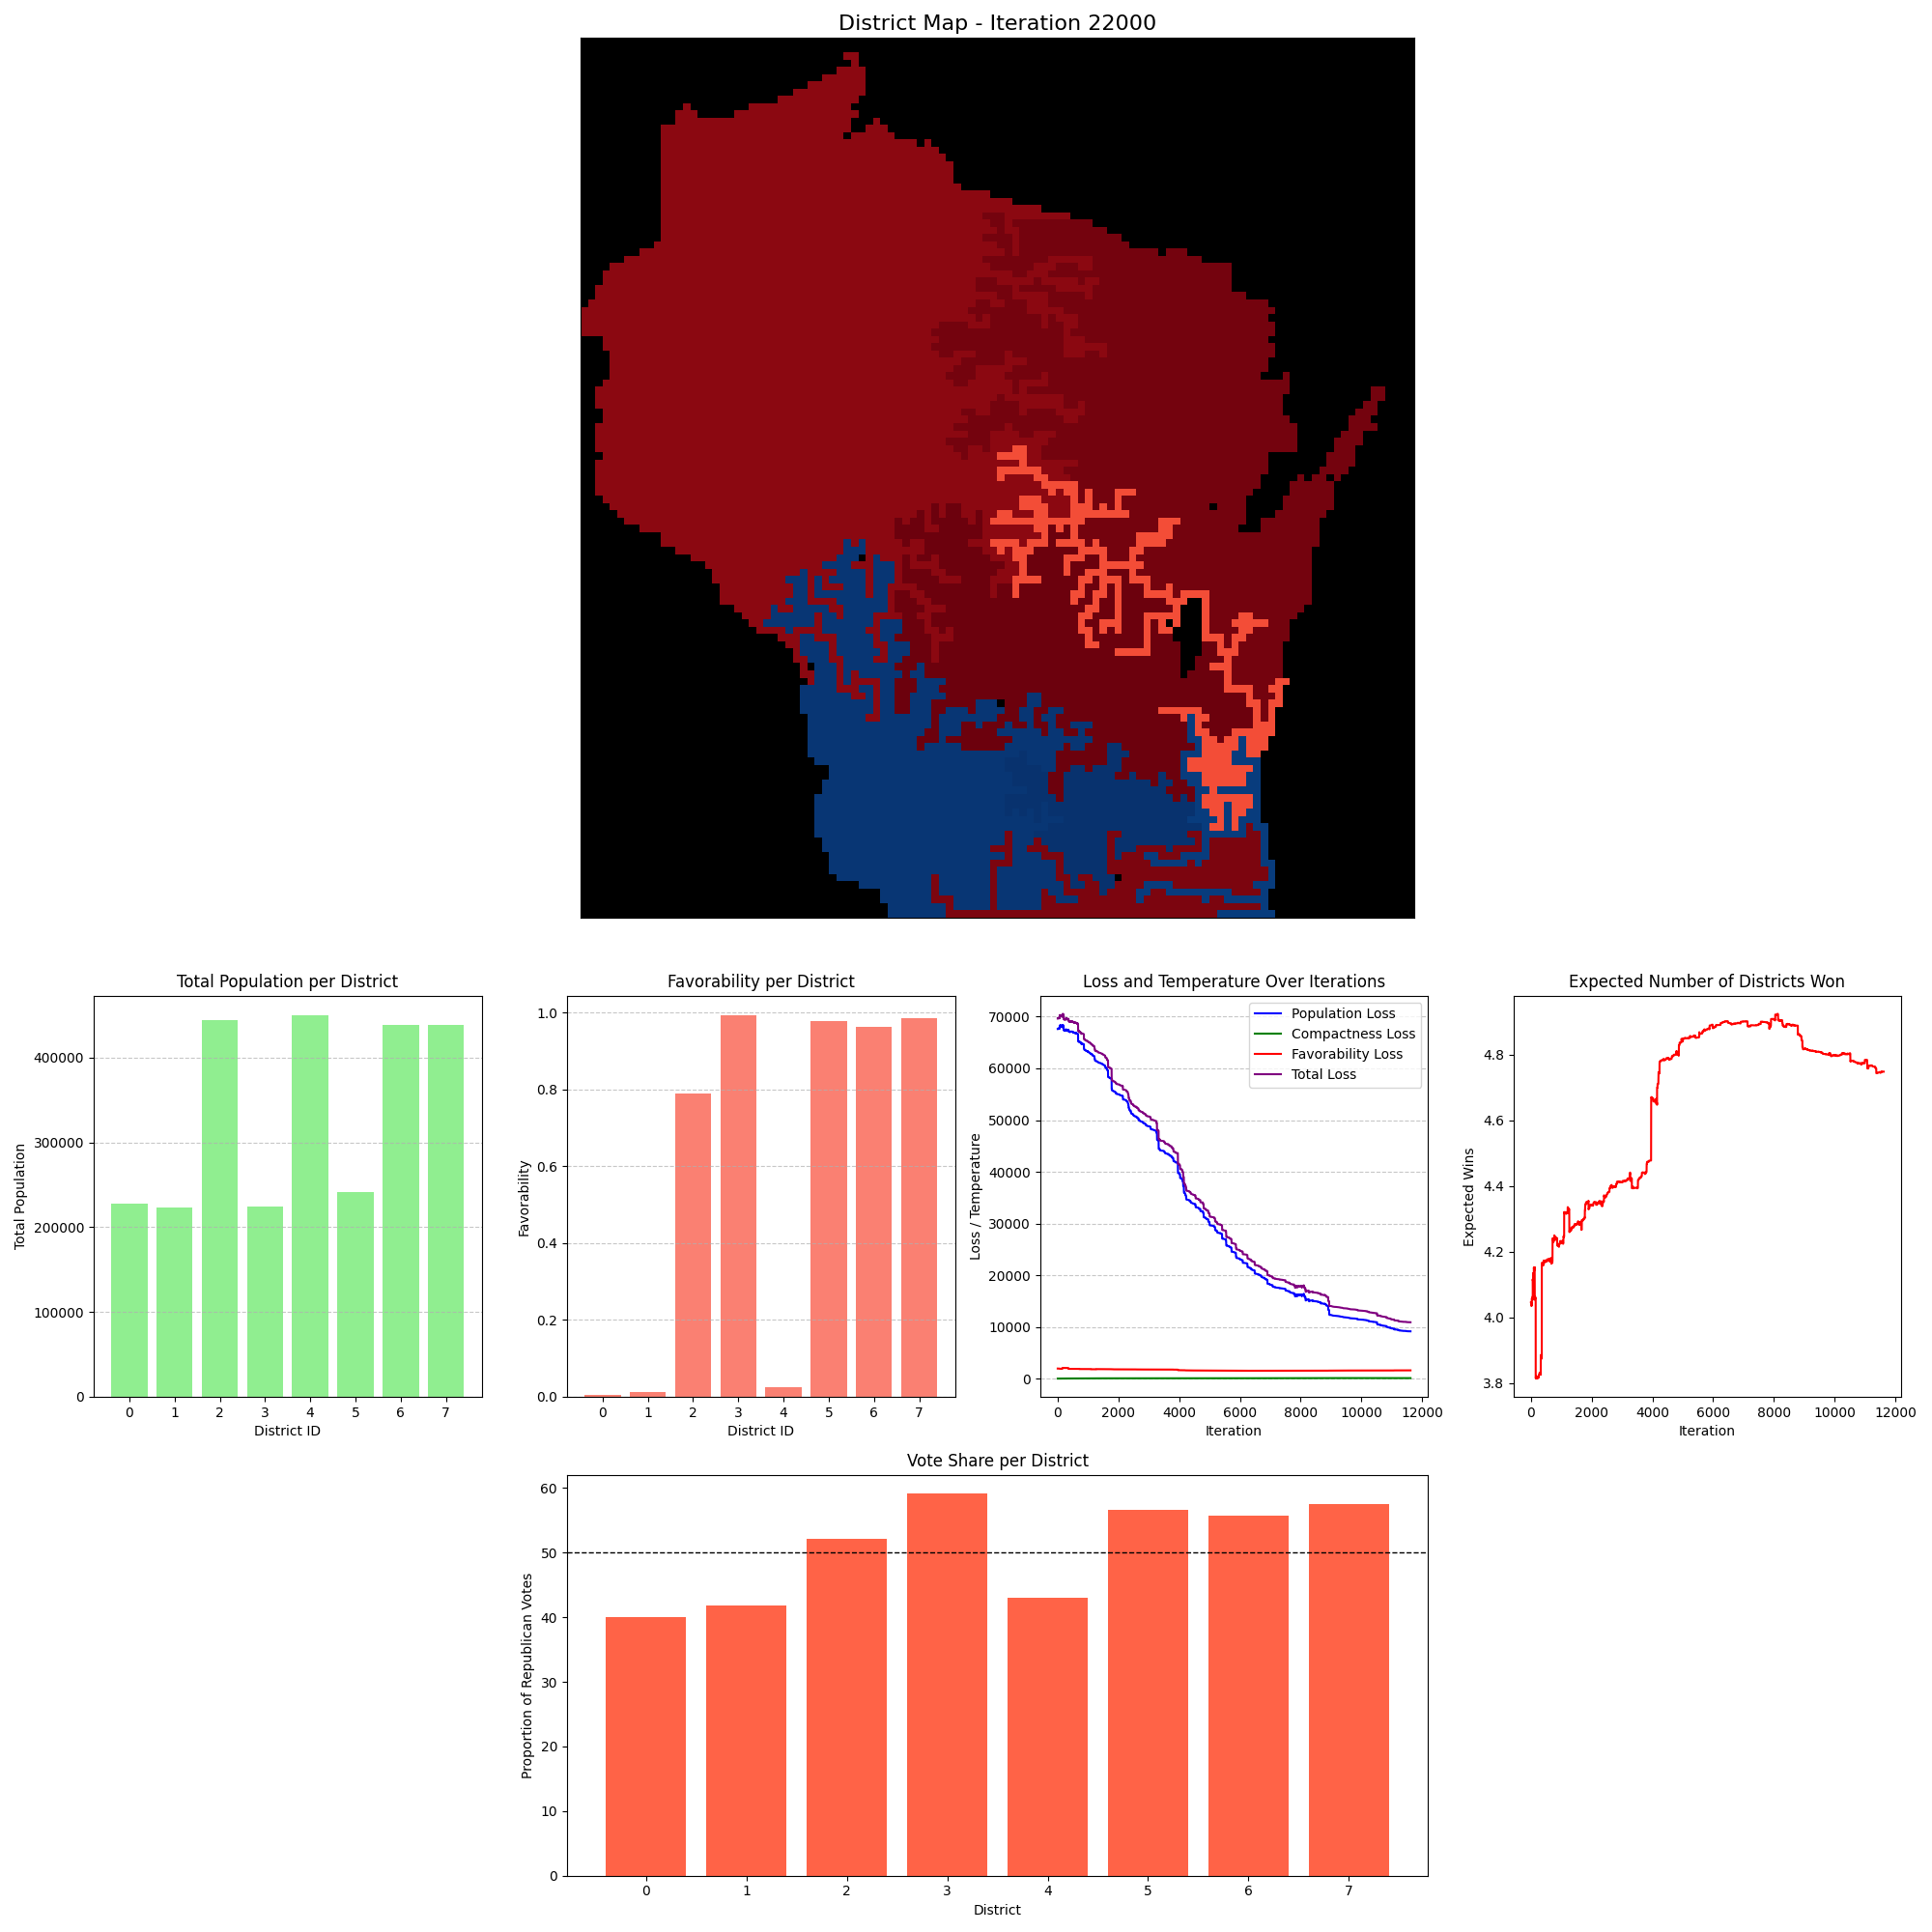 District Map - Iteration 22000
Total Population per District
Total Population
400000
300000
200000
100000
0
0 1 2 3 4 5 6 7
District ID
Favorability per District
Favorability
1.0
0.8
0.6
0.4
0.2
0.0
0 1 2 3 4 5 6 7
District ID
Loss and Temperature Over Iterations
Loss / Temperature
70000
60000
50000
40000
30000
20000
10000
0
Population Loss
Compactness Loss
Favorability Loss
Total Loss
0 2000 4000 6000 8000 10000 12000
Iteration
Expected Number of Districts Won
Expected Wins
4.8
4.6
4.4
4.2
4.0
3.8
0 2000 4000 6000 8000 10000 12000
Iteration
Vote Share per District
Proportion of Republican Votes
60
50
40
30
20
10
0
0 1 2 3 4 5 6 7
District